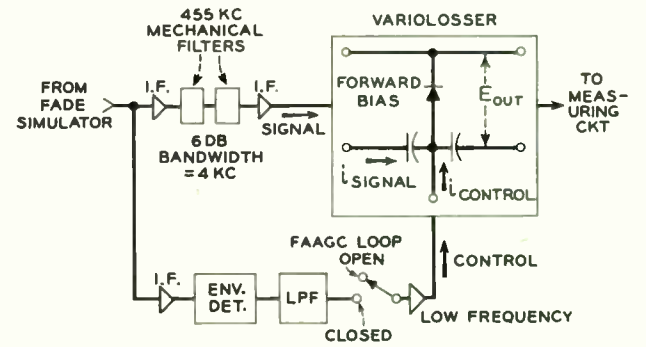 455 KC
MECHANICAL
FILTERS
VARIOLOSSER
FROM
FADE
SIMULATOR
I.F.
I.F.
SIGNAL
6 DB
BANDWIDTH
= 4 KC
FORWARD
BIAS
E OUT
i SIGNAL
i CONTROL
TO
MEAS-
URING
CKT
FAAGC LOOP
OPEN
CONTROL
I.F.
ENV.
DET.
LPF
CLOSED
LOW FREQUENCY